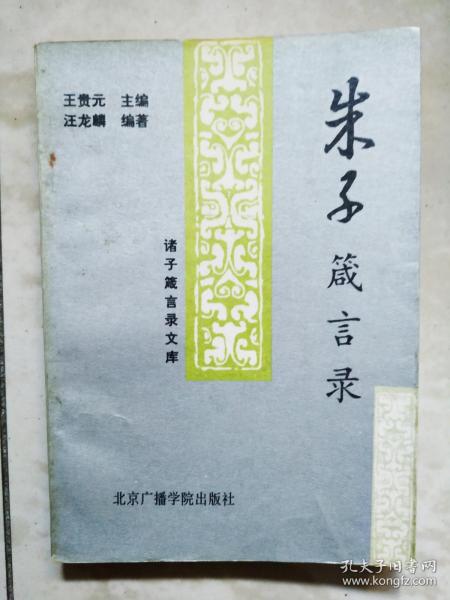 朱子箴言录
王贵元 主编
汪龙麟 编著
诸子箴言录文库
北京广播学院出版社
孔夫子旧书网
www.kongfz.com